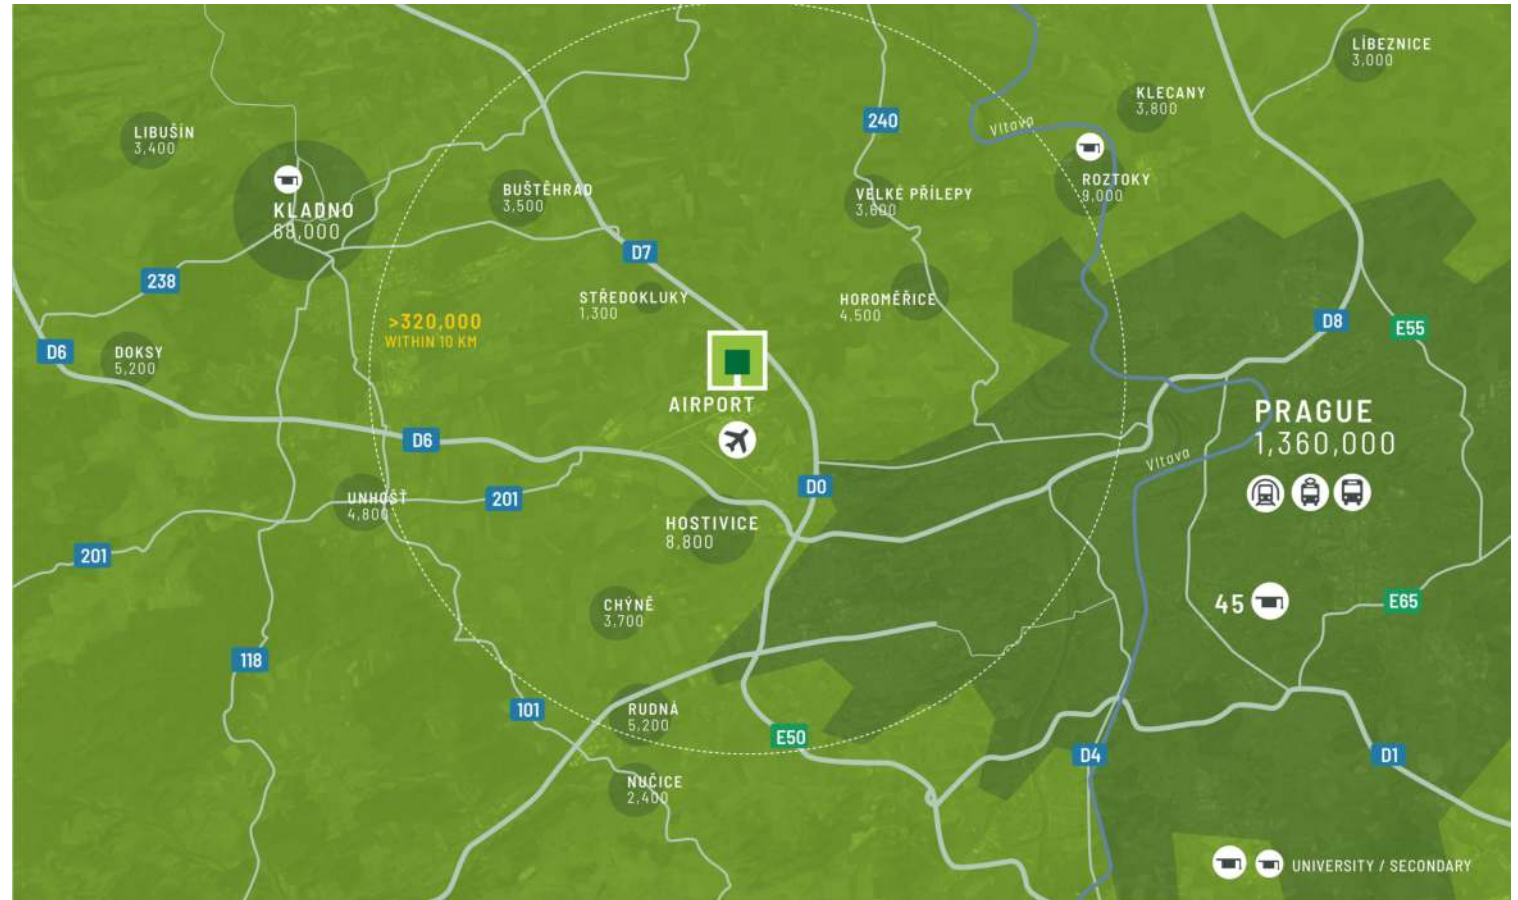 LÍBEZNICE
3,000
KLECANY
3,800
240
Vltava
LIBUŠÍN
3,400
ROZTOKY
9,000
BUŠTĚHRAD
3,500
VELKÉ PŘÍLEPY
3,600
KLADNO
68,000
D7
238
STŘEDOKLUKY
1,300
HOROMĚŘICE
4,500
>320,000
WITHIN 10 KM
D8
E55
D6
DOKSY
5,200
AIRPORT
PRAGUE
1,360,000
D6
Vltava
D0
UNHOŠŤ
4,800
201
HOSTIVICE
8,800
201
CHÝNĚ
3,700
45
E65
118
101
RUDNÁ
5,200
E50
D4
D1
NUČICE
2,400
UNIVERSITY / SECONDARY